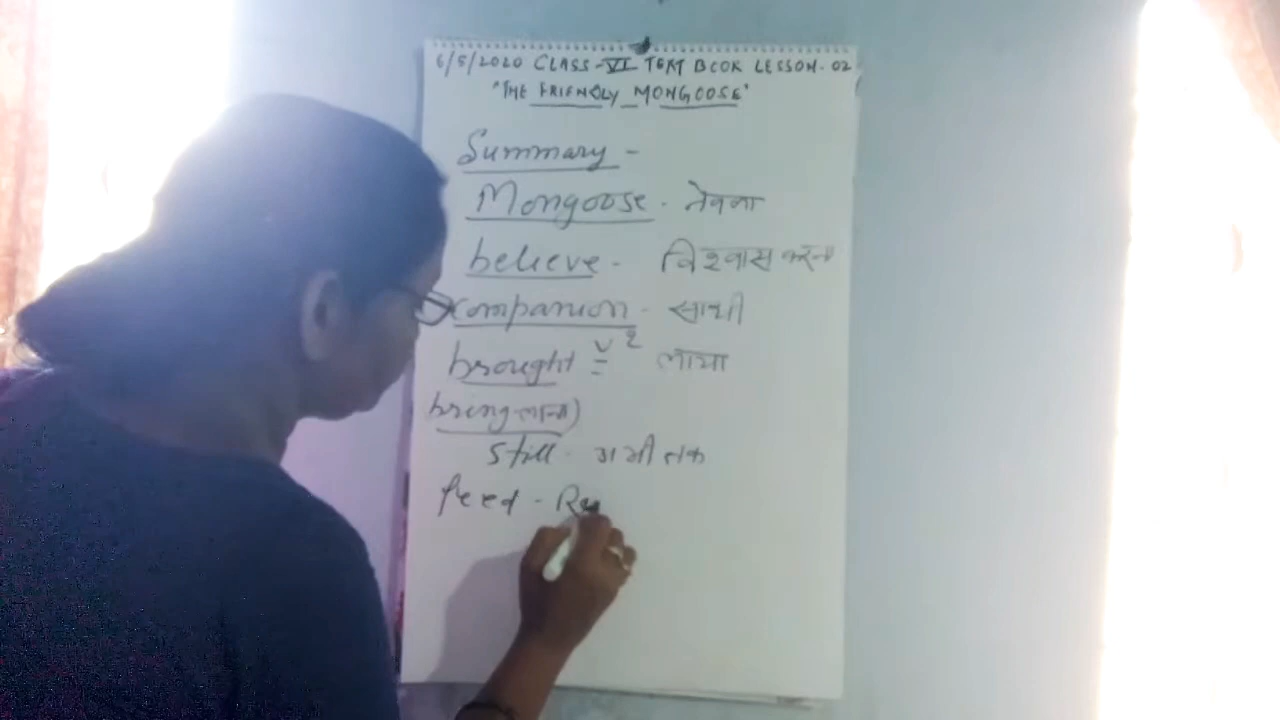 6/5/2020 CLASS-VI TEXT BOOK LESSON-02
"THE FRIENDLY MONGOOSE"
Summary -
Mongoose - नेवला
believe - विश्वास करना
companion - साथी
brought = V2 लाया
bring-लाना)
still - अभी तक
feed -